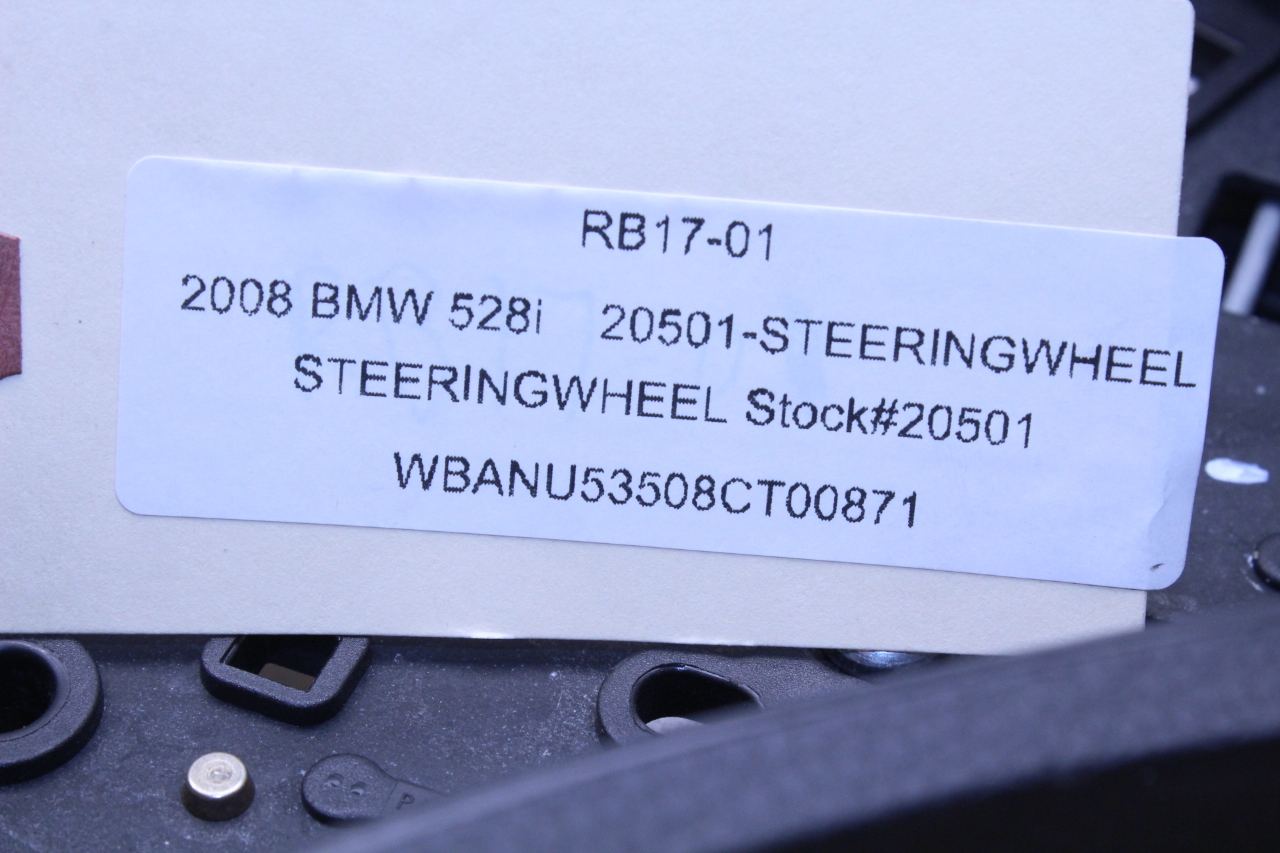 RB17-01
2008 BMW 528i 20501-STEERINGWHEEL
STEERINGWHEEL Stock#20501
WBANU53508CT00871
P